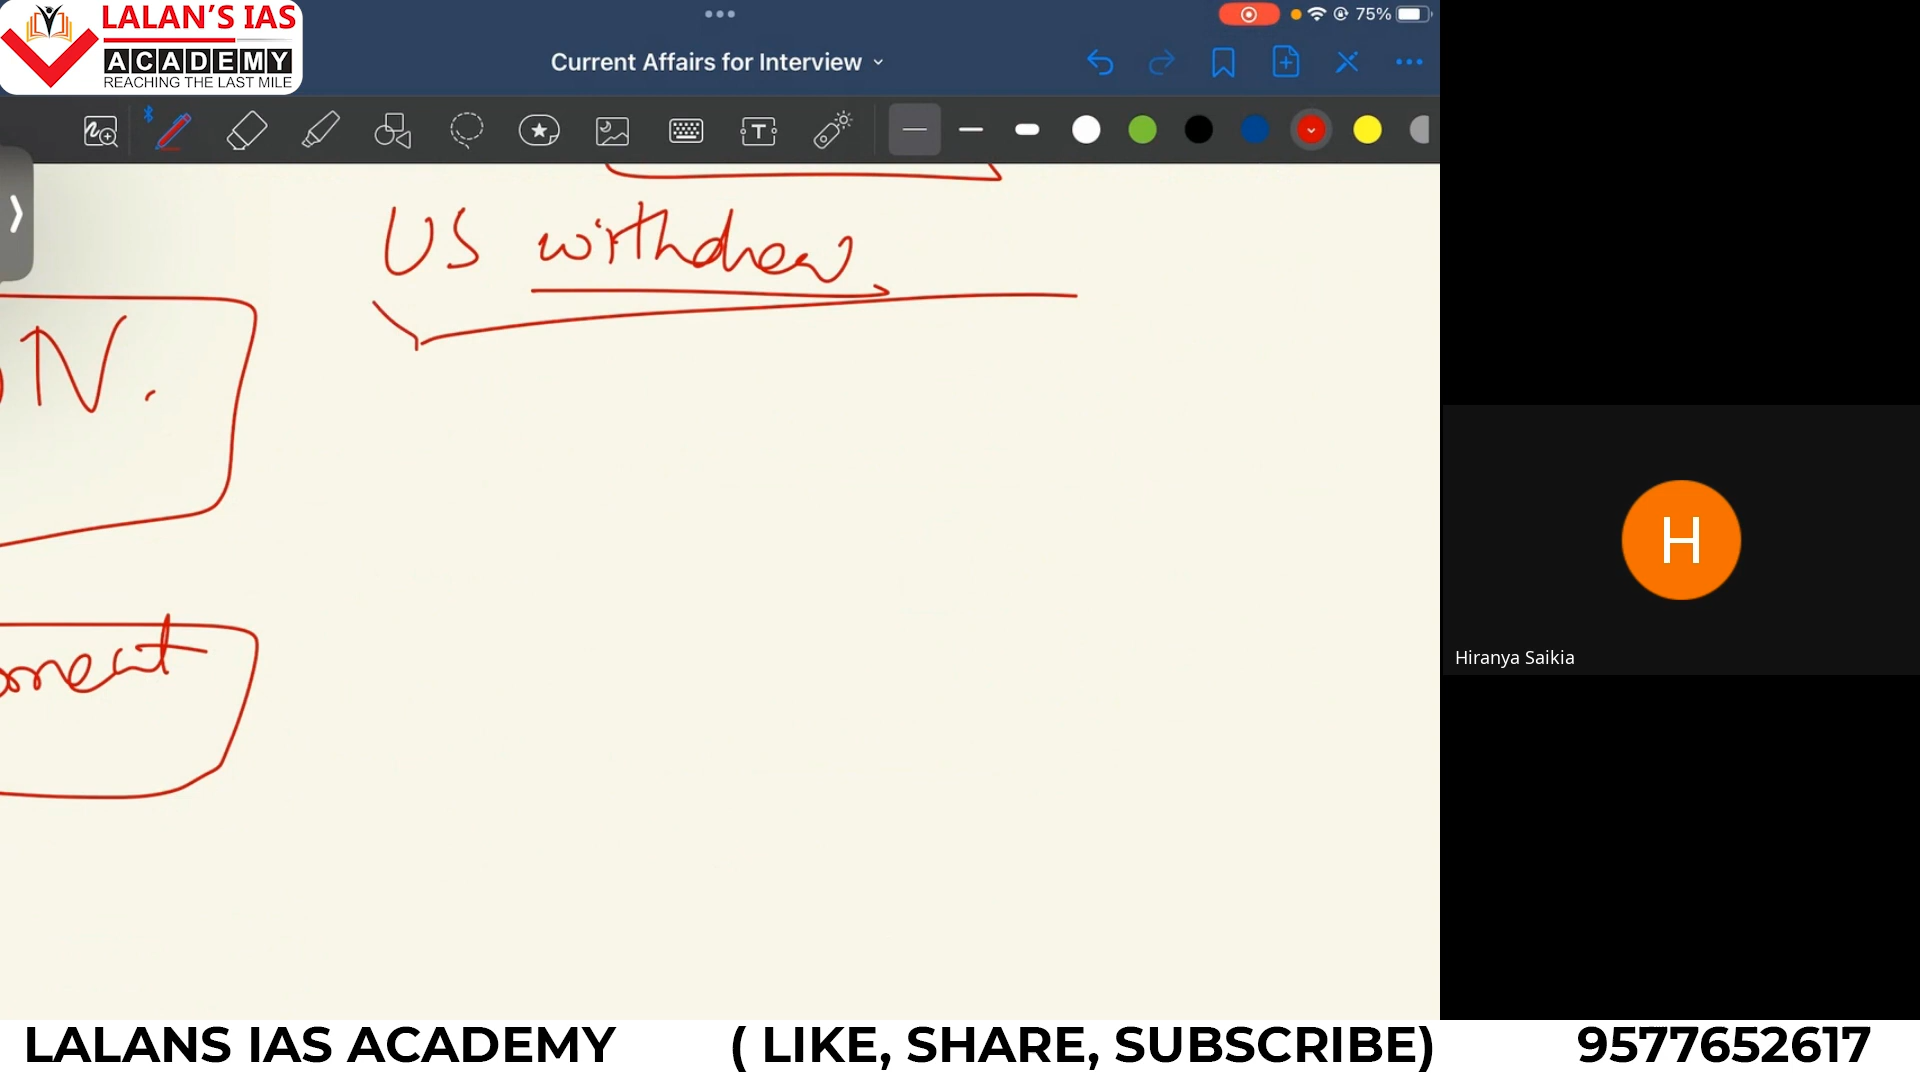 LALAN'S IAS
ACADEMY
REACHING THE LAST MILE
75%
Current Affairs for Interview
T
US withdrew
N.
H
Hiranya Saikia
LALANS IAS ACADEMY ( LIKE, SHARE, SUBSCRIBE) 9577652617